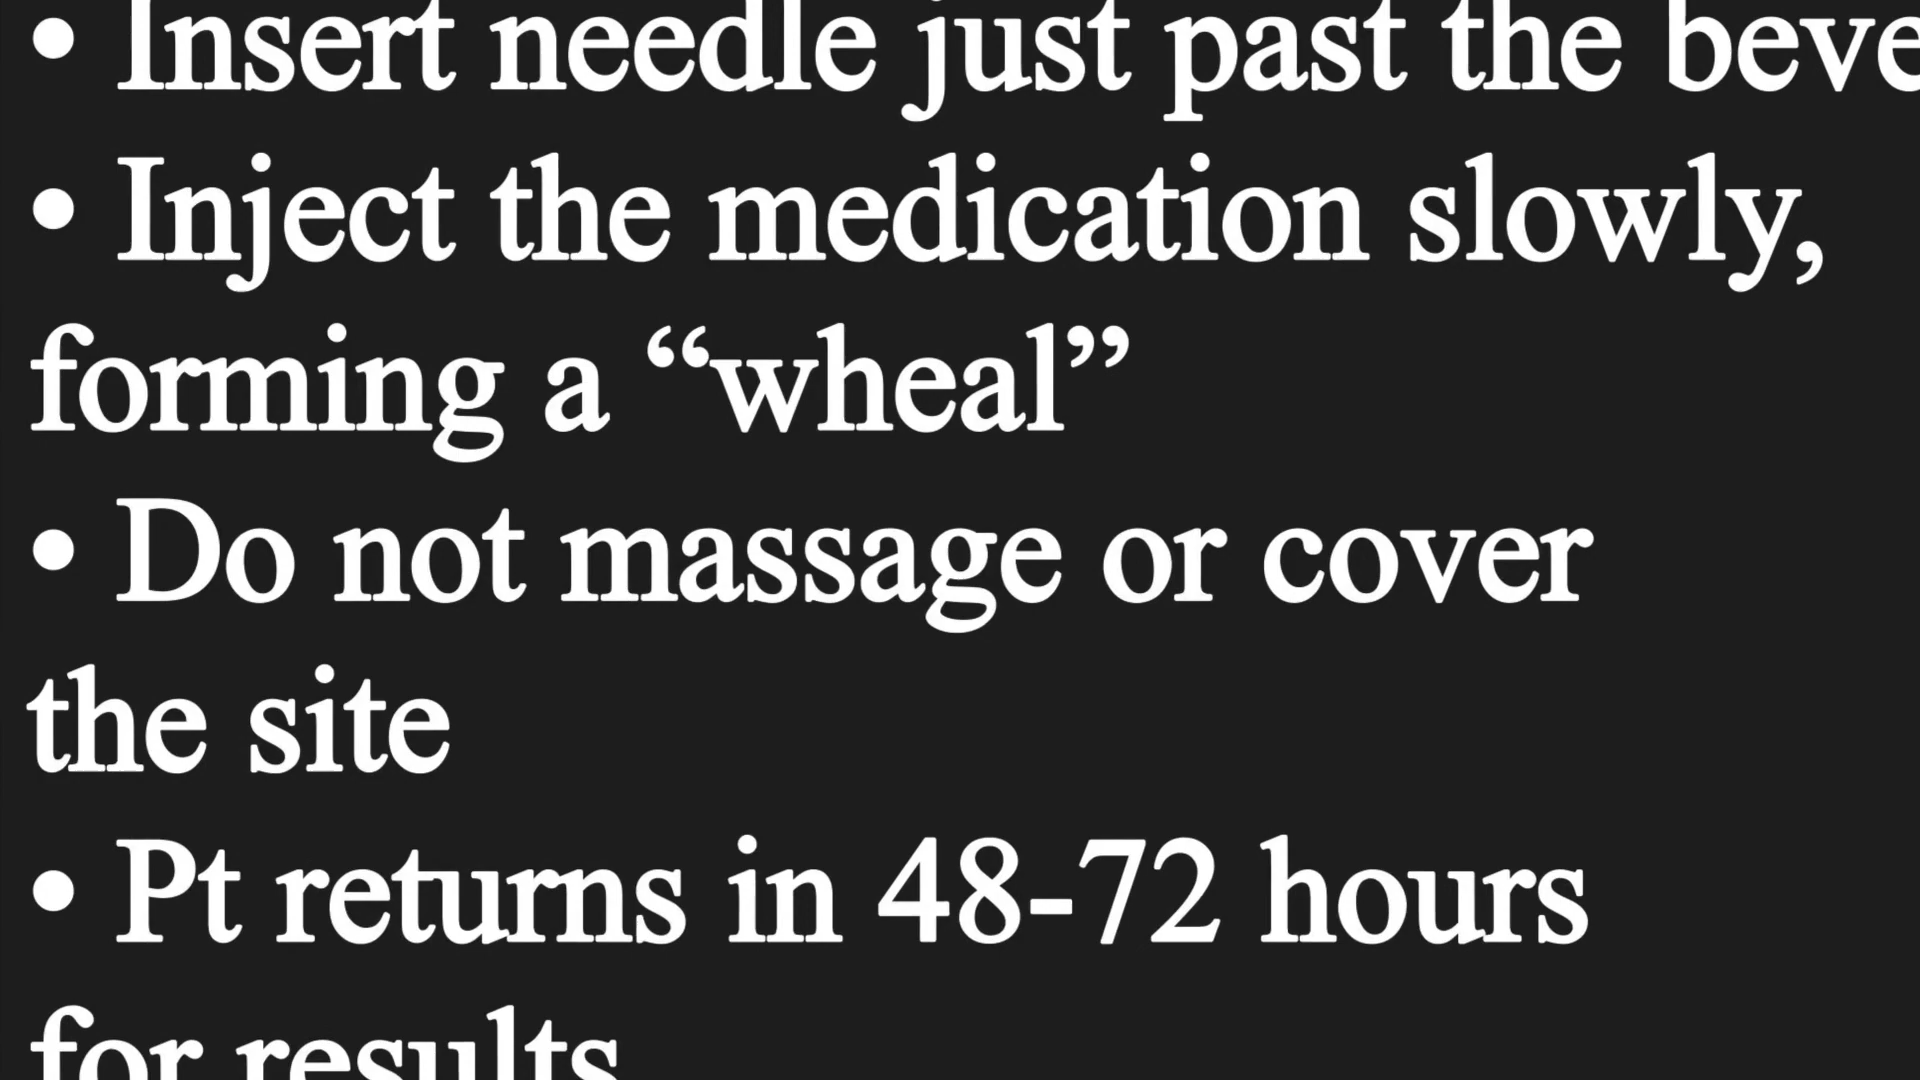 • Insert needle just past the beve
• Inject the medication slowly,
forming a “wheal”
• Do not massage or cover
the site
• Pt returns in 48-72 hours
for results